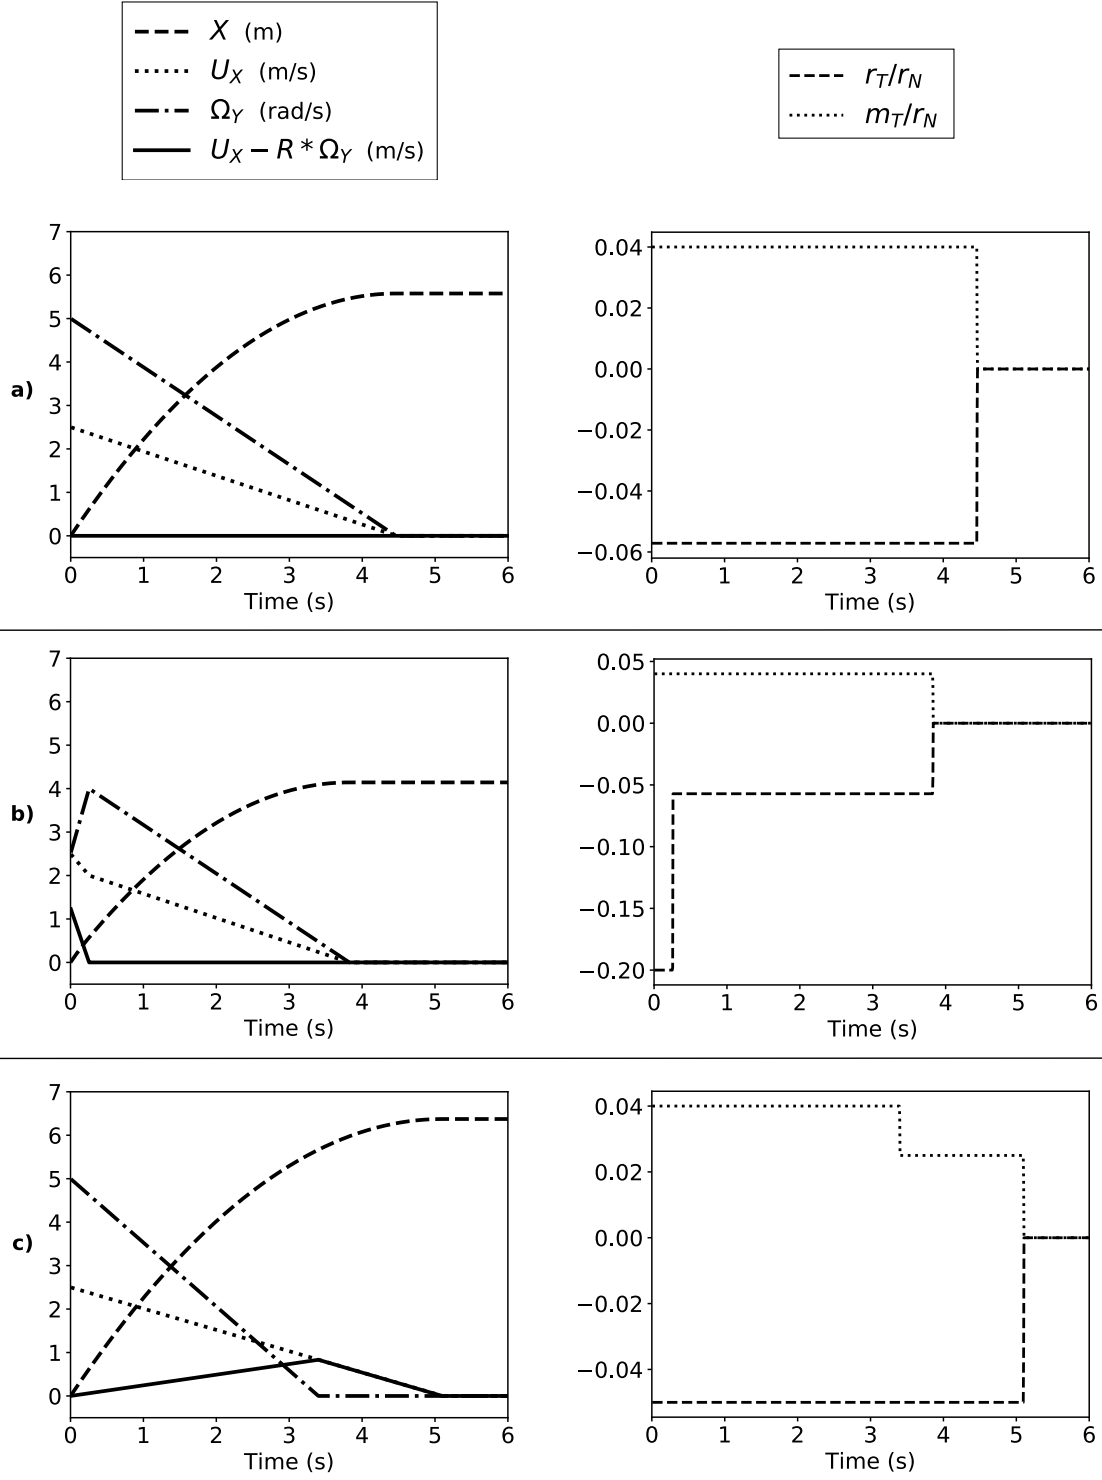 X (m)
U_X (m/s)
Ω_Y (rad/s)
U_X − R * Ω_Y (m/s)
r_T/r_N
m_T/r_N
a)
7
6
5
4
3
2
1
0
0 1 2 3 4 5 6
Time (s)
0.04
0.02
0.00
−0.02
−0.04
−0.06
0 1 2 3 4 5 6
Time (s)
b)
7
6
5
4
3
2
1
0
0 1 2 3 4 5 6
Time (s)
0.05
0.00
−0.05
−0.10
−0.15
−0.20
0 1 2 3 4 5 6
Time (s)
c)
7
6
5
4
3
2
1
0
0 1 2 3 4 5 6
Time (s)
0.04
0.02
0.00
−0.02
−0.04
0 1 2 3 4 5 6
Time (s)